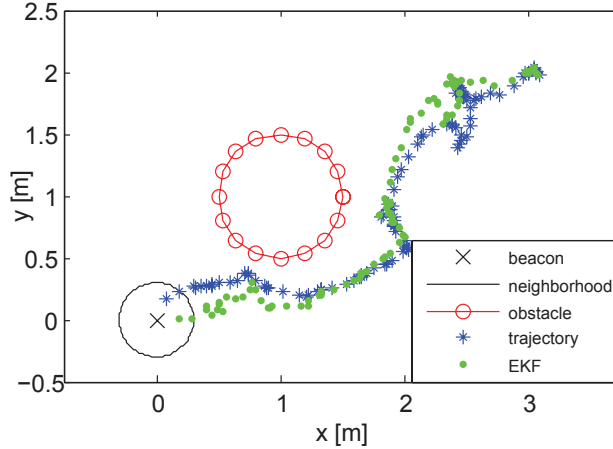 2.5
2
1.5
1
0.5
0
−0.5
y [m]
0 1 2 3
x [m]
beacon
neighborhood
obstacle
trajectory
EKF